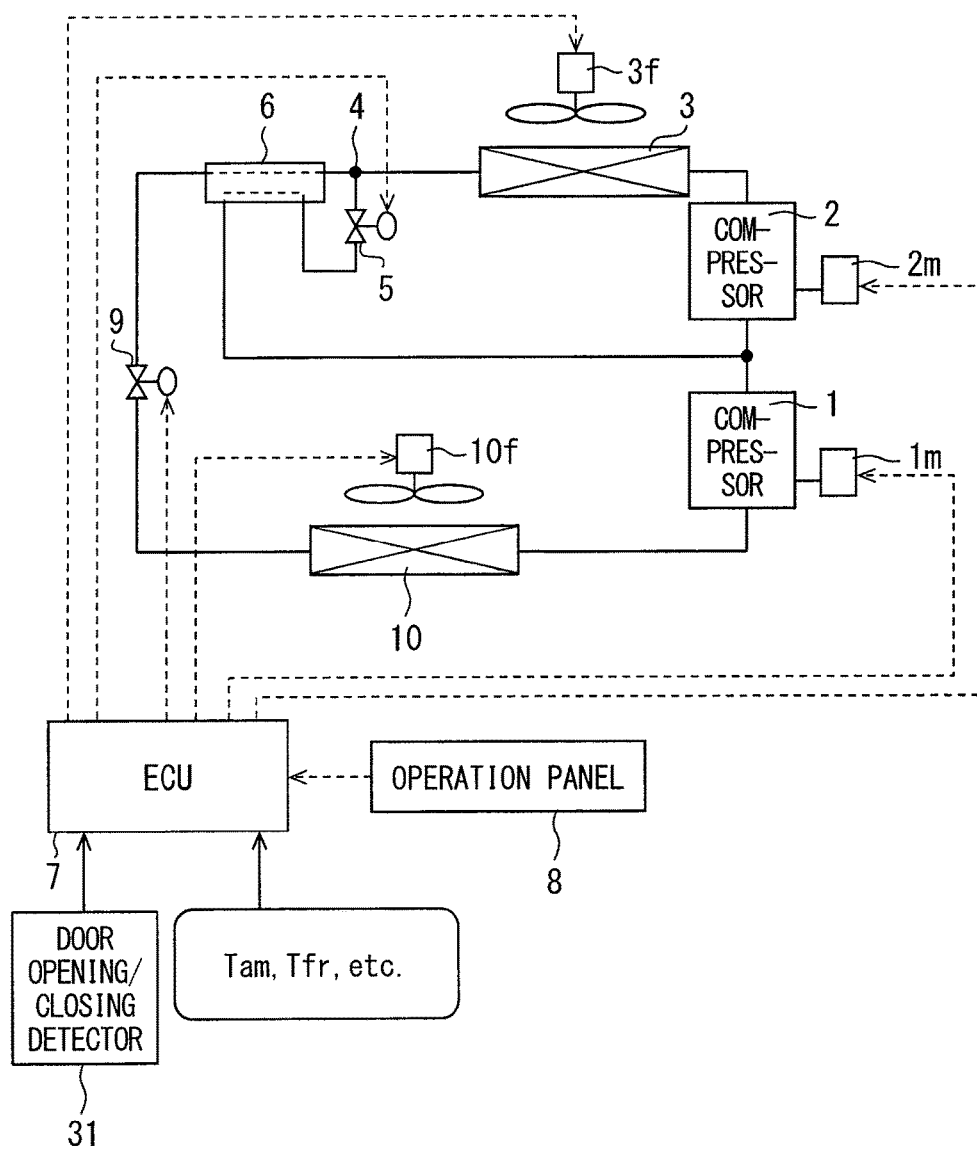 3f
6
4
3
COM-
PRES-
SOR
2
2m
5
9
COM-
PRES-
SOR
1
1m
10f
10
ECU
OPERATION PANEL
7
8
DOOR
OPENING/
CLOSING
DETECTOR
Tam, Tfr, etc.
31